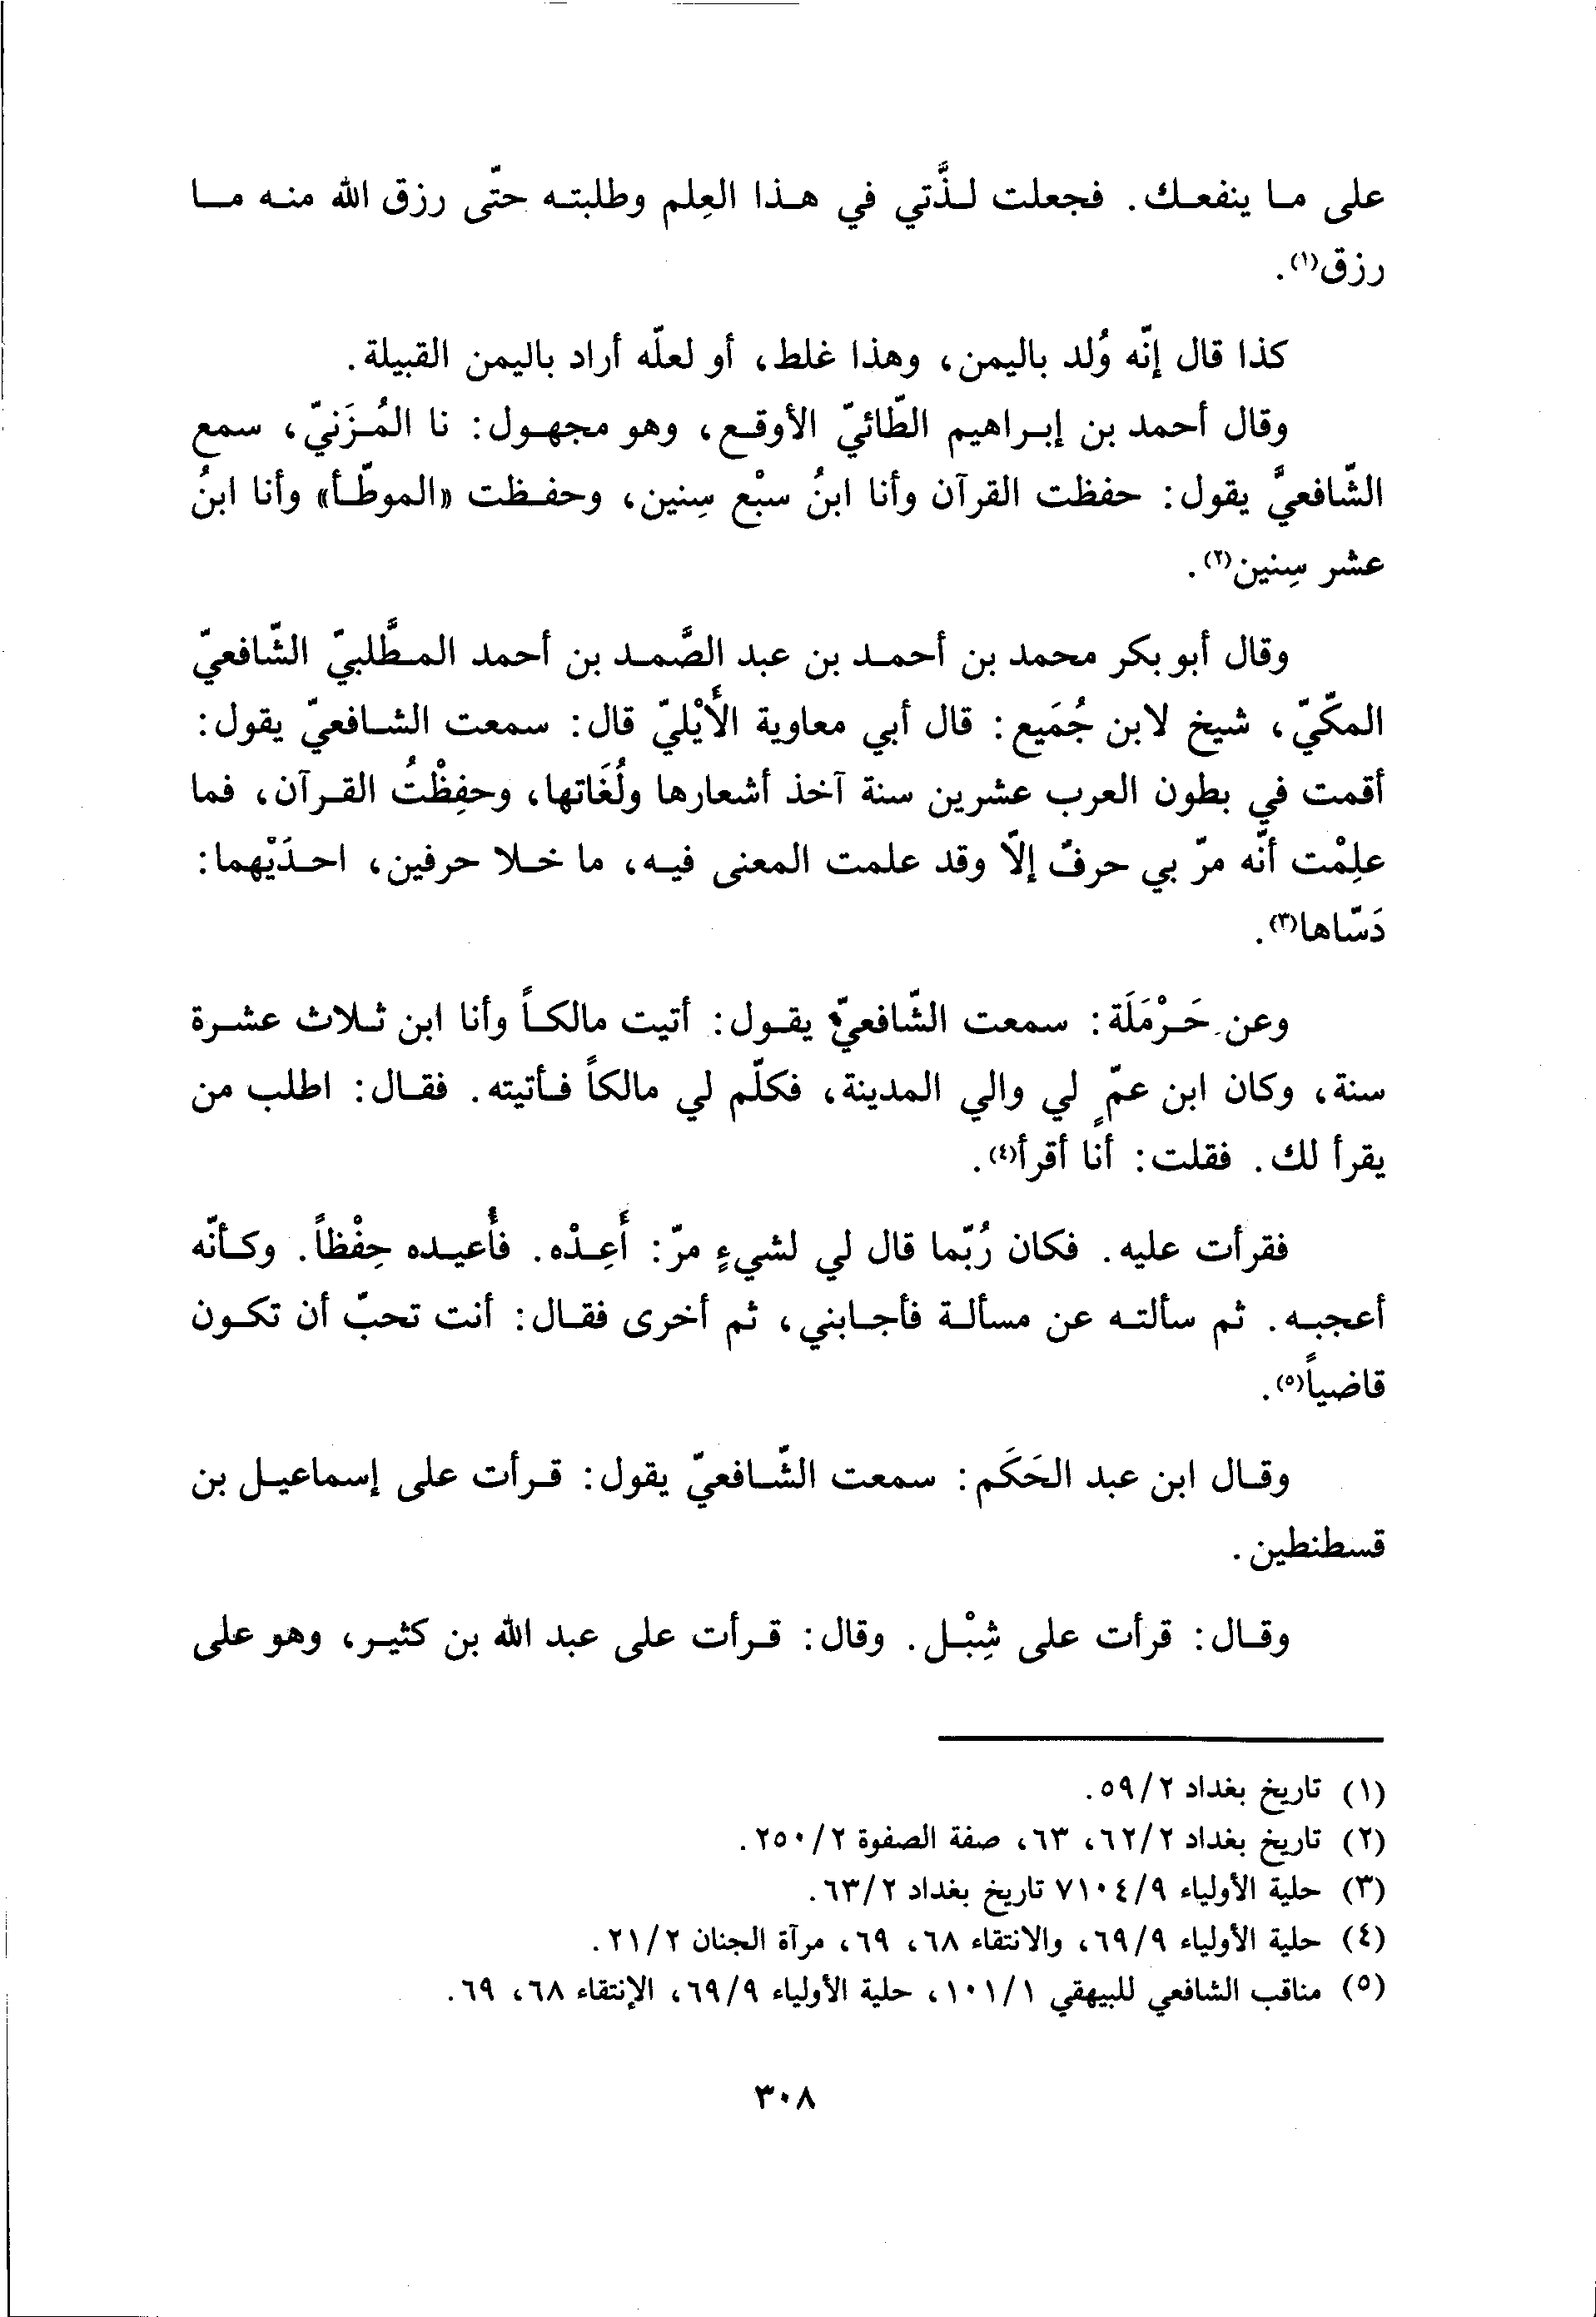 على ما ينفعك. فجعلت لذَّتي في هذا العِلم وطلبته حتّى رزق الله منه ما
رزق(١).
كذا قال إنّه وُلد باليمن، وهذا غلط، أو لعلّه أراد باليمن القبيلة.
وقال أحمد بن إبراهيم الطّائيّ الأوقع، وهو مجهول: نا المُزَنيّ، سمع
الشّافعيَّ يقول: حفظت القرآن وأنا ابنُ سبْع سِنين، وحفظت «الموطّأ» وأنا ابنُ
عشر سِنين(٢).
وقال أبو بكر محمد بن أحمد بن عبد الصَّمد بن أحمد المطَّلبيّ الشّافعيّ
المكّيّ، شيخ لابن جُمَيع: قال أبي معاوية الأَيْليّ قال: سمعت الشافعيّ يقول:
أقمت في بطون العرب عشرين سنة آخذ أشعارها ولُغَاتها، وحفِظْتُ القرآن، فما
علِمْت أنّه مرّ بي حرفٌ إلاّ وقد علمت المعنى فيه، ما خلا حرفين، احدَيْهما:
دَسّاها(٣).
وعن حَرْمَلَة: سمعت الشّافعيّ يقول: أتيت مالكاً وأنا ابن ثلاث عشرة
سنة، وكان ابن عمٍّ لي والي المدينة، فكلّم لي مالكاً فأتيته. فقال: اطلب من
يقرأ لك. فقلت: أنا أقرأ(٤).
فقرأت عليه. فكان رُبّما قال لي لشيءٍ مرّ: أَعِدْه. فأُعيده حِفْظاً. وكأنّه
أعجبه. ثم سألته عن مسألة فأجابني، ثم أخرى فقال: أنت تحبّ أن تكون
قاضياً(٥).
وقال ابن عبد الحَكَم: سمعت الشّافعيّ يقول: قرأت على إسماعيل بن
قسطنطين.
وقال: قرأت على شِبْل. وقال: قرأت على عبد الله بن كثير، وهو على
(١) تاريخ بغداد ٥٩/٢.
(٢) تاريخ بغداد ٦٢/٢، ٦٣، صفة الصفوة ٢٥٠/٢.
(٣) حلية الأولياء ٧١٠٤/٩ تاريخ بغداد ٦٣/٢.
(٤) حلية الأولياء ٦٩/٩، والانتقاء ٦٨، ٦٩، مرآة الجنان ٢١/٢.
(٥) مناقب الشافعي للبيهقي ١٠١/١، حلية الأولياء ٦٩/٩، الإنتقاء ٦٨، ٦٩.
٣٠٨